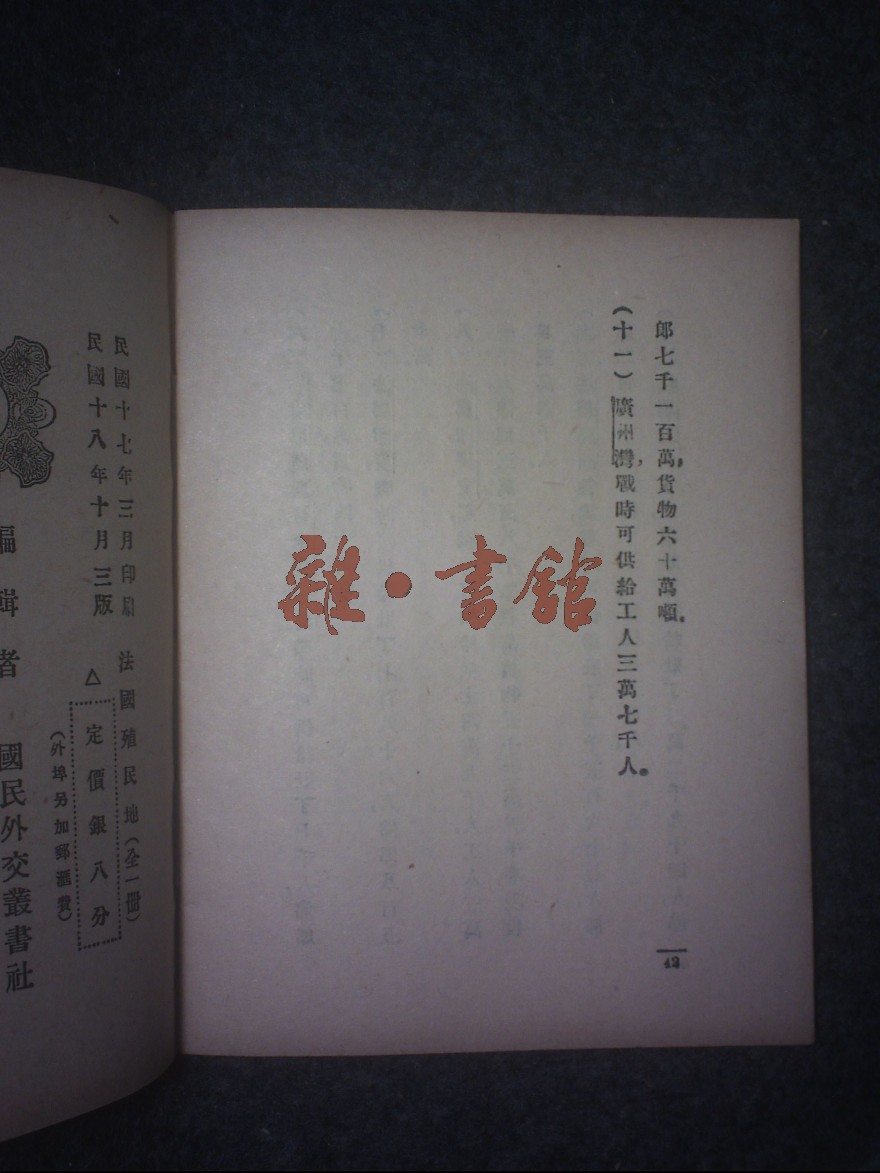 郎七千一百萬，貨物六十萬噸。
(十一) 廣州灣，戰時可供給工人三萬七千人。
42
雜・書館
民國十七年三月印刷
民國十八年十月三版
法國殖民地(全一冊)
△定價銀八分
(外埠另加郵滙費)
編輯者 國民外交叢書社